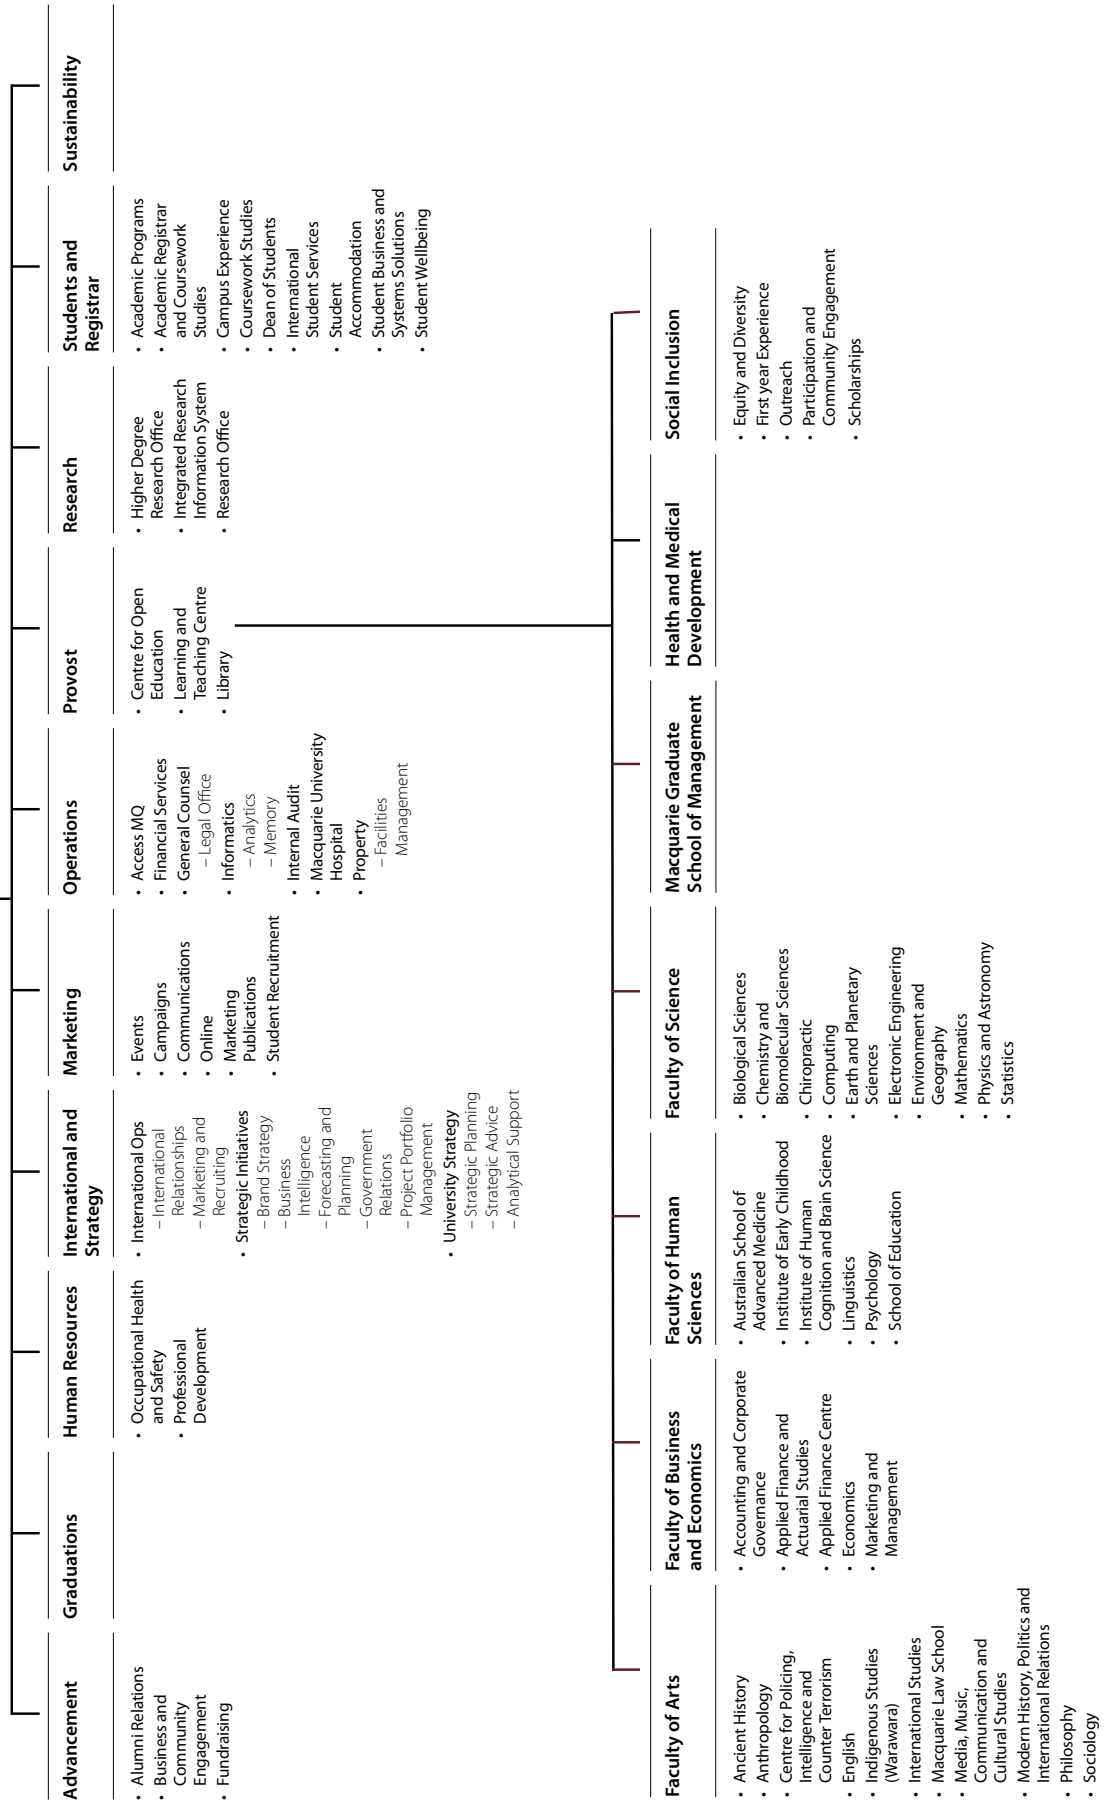 Advancement
• Alumni Relations
• Business and
Community
Engagement
• Fundraising
Graduations
Human Resources
• Occupational Health
and Safety
• Professional
Development
International and
Strategy
• International Ops
– International
Relationships
– Marketing and
Recruiting
• Strategic Initiatives
– Brand Strategy
– Business
Intelligence
– Forecasting and
Planning
– Government
Relations
– Project Portfolio
Management
• University Strategy
– Strategic Planning
– Strategic Advice
– Analytical Support
Marketing
• Events
• Campaigns
• Communications
• Online
• Marketing
Publications
• Student Recruitment
Operations
• Access MQ
• Financial Services
• General Counsel
– Legal Office
• Informatics
– Analytics
– Memory
• Internal Audit
• Macquarie University
Hospital
• Property
– Facilities
Management
Provost
• Centre for Open
Education
• Learning and
Teaching Centre
• Library
Research
• Higher Degree
Research Office
• Integrated Research
Information System
• Research Office
Students and
Registrar
• Academic Programs
• Academic Registrar
and Coursework
Studies
• Campus Experience
• Coursework Studies
• Dean of Students
• International
Student Services
• Student
Accommodation
• Student Business and
Systems Solutions
• Student Wellbeing
Sustainability
Faculty of Arts
• Ancient History
• Anthropology
• Centre for Policing,
Intelligence and
Counter Terrorism
• English
• Indigenous Studies
(Warawara)
• International Studies
• Macquarie Law School
• Media, Music,
Communication and
Cultural Studies
• Modern History, Politics and
International Relations
• Philosophy
• Sociology
Faculty of Business
and Economics
• Accounting and Corporate
Governance
• Applied Finance and
Actuarial Studies
• Applied Finance Centre
• Economics
• Marketing and
Management
Faculty of Human
Sciences
• Australian School of
Advanced Medicine
• Institute of Early Childhood
• Institute of Human
Cognition and Brain Science
• Linguistics
• Psychology
• School of Education
Faculty of Science
• Biological Sciences
• Chemistry and
Biomolecular Sciences
• Chiropractic
• Computing
• Earth and Planetary
Sciences
• Electronic Engineering
• Environment and
Geography
• Mathematics
• Physics and Astronomy
• Statistics
Macquarie Graduate
School of Management
Health and Medical
Development
Social Inclusion
• Equity and Diversity
• First year Experience
• Outreach
• Participation and
Community Engagement
• Scholarships